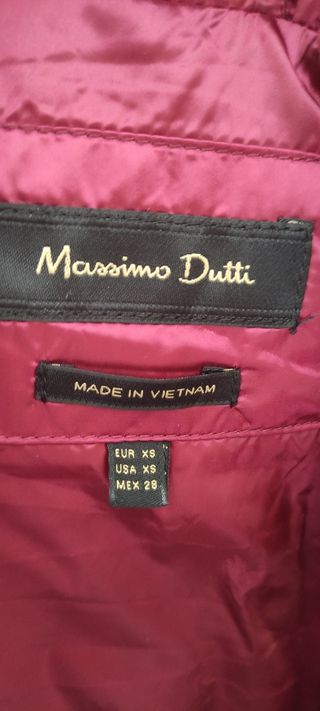 Massimo Dutti
MADE IN VIETNAM
EUR XS
USA XS
MEX 28